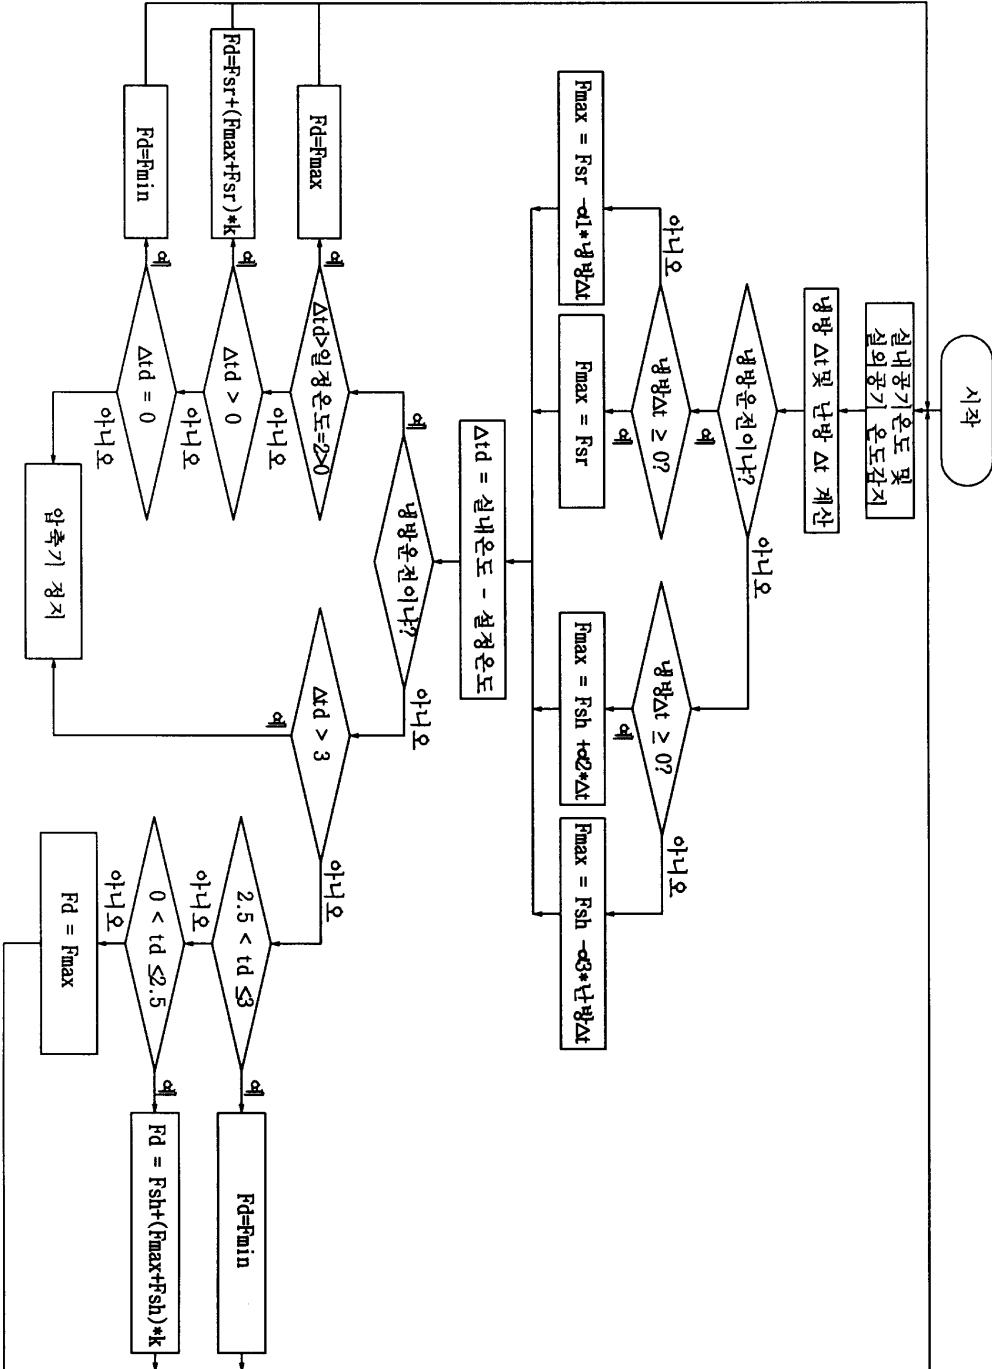 시작
실내공기온도 및
실외공기 온도감지
냉방 Δt및 난방 Δt 계산
냉방운전이냐?
아니오
예
냉방Δt ≥ 0?
아니오
예
냉방Δt ≥ 0?
아니오
예
Fmax = Fsr -α1*냉방Δt
Fmax = Fsr
Fmax = Fsh +α2*Δt
Fmax = Fsh -α3*난방Δt
Δtd = 실내온도 - 설정온도
냉방운전이냐?
예
아니오
Δtd>일정온도=2>0
예
아니오
Fd=Fmax
Δtd > 0
예
아니오
Fd=Fsr+(Fmax+Fsr)*k
Δtd = 0
예
아니오
Fd=Fmin
압축기 정지
Δtd > 3
예
아니오
2.5 < td ≤3
예
아니오
Fd=Fmin
0 < td ≤2.5
예
아니오
Fd = Fsh+(Fmax+Fsh)*k
Fd = Fmax